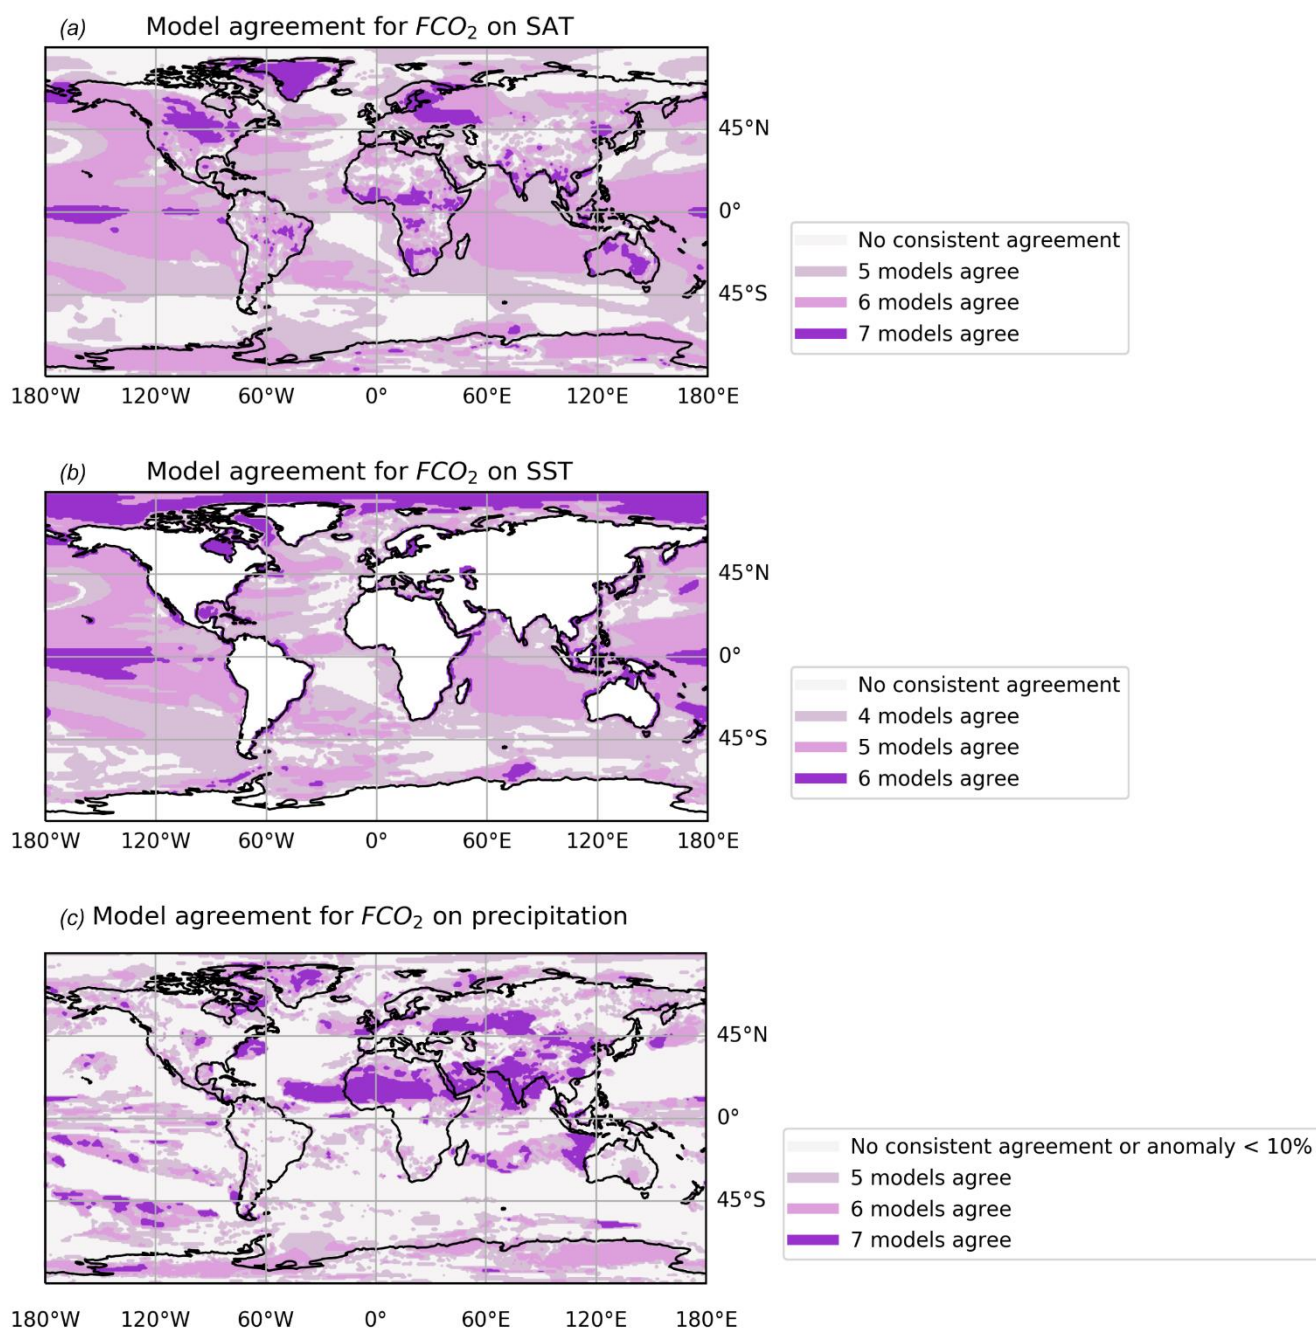 (a) Model agreement for FCO₂ on SAT
45°N
0°
45°S
180°W 120°W 60°W 0° 60°E 120°E 180°E
No consistent agreement
5 models agree
6 models agree
7 models agree
(b) Model agreement for FCO₂ on SST
45°N
0°
45°S
180°W 120°W 60°W 0° 60°E 120°E 180°E
No consistent agreement
4 models agree
5 models agree
6 models agree
(c) Model agreement for FCO₂ on precipitation
45°N
0°
45°S
180°W 120°W 60°W 0° 60°E 120°E 180°E
No consistent agreement or anomaly < 10%
5 models agree
6 models agree
7 models agree